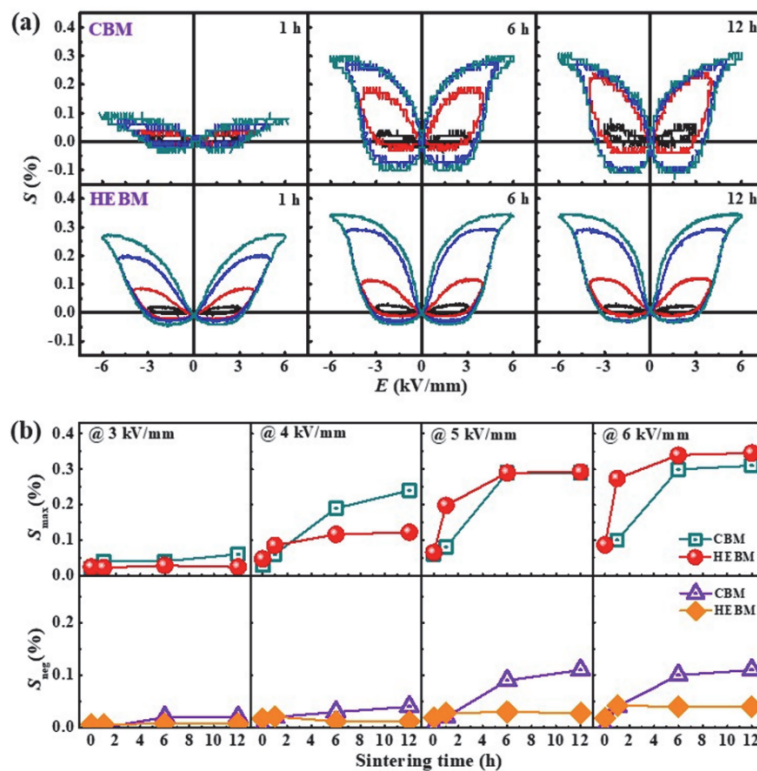 (a)
CBM 1 h 6 h 12 h
0.4
0.3
0.2
0.1
0.0
-0.1
HEBM 1 h 6 h 12 h
0.4
0.3
0.2
0.1
0.0
-0.1
S (%)
-6 -3 0 3 6 -6 -3 0 3 6 -6 -3 0 3 6
E (kV/mm)
(b)
@ 3 kV/mm @ 4 kV/mm @ 5 kV/mm @ 6 kV/mm
0.4
0.3
0.2
0.1
0.0
Smax (%)
CBM
HEBM
CBM
HEBM
0.2
0.1
0.0
Sneg (%)
0 2 4 6 8 10 12 0 2 4 6 8 10 12 0 2 4 6 8 10 12 0 2 4 6 8 10 12
Sintering time (h)